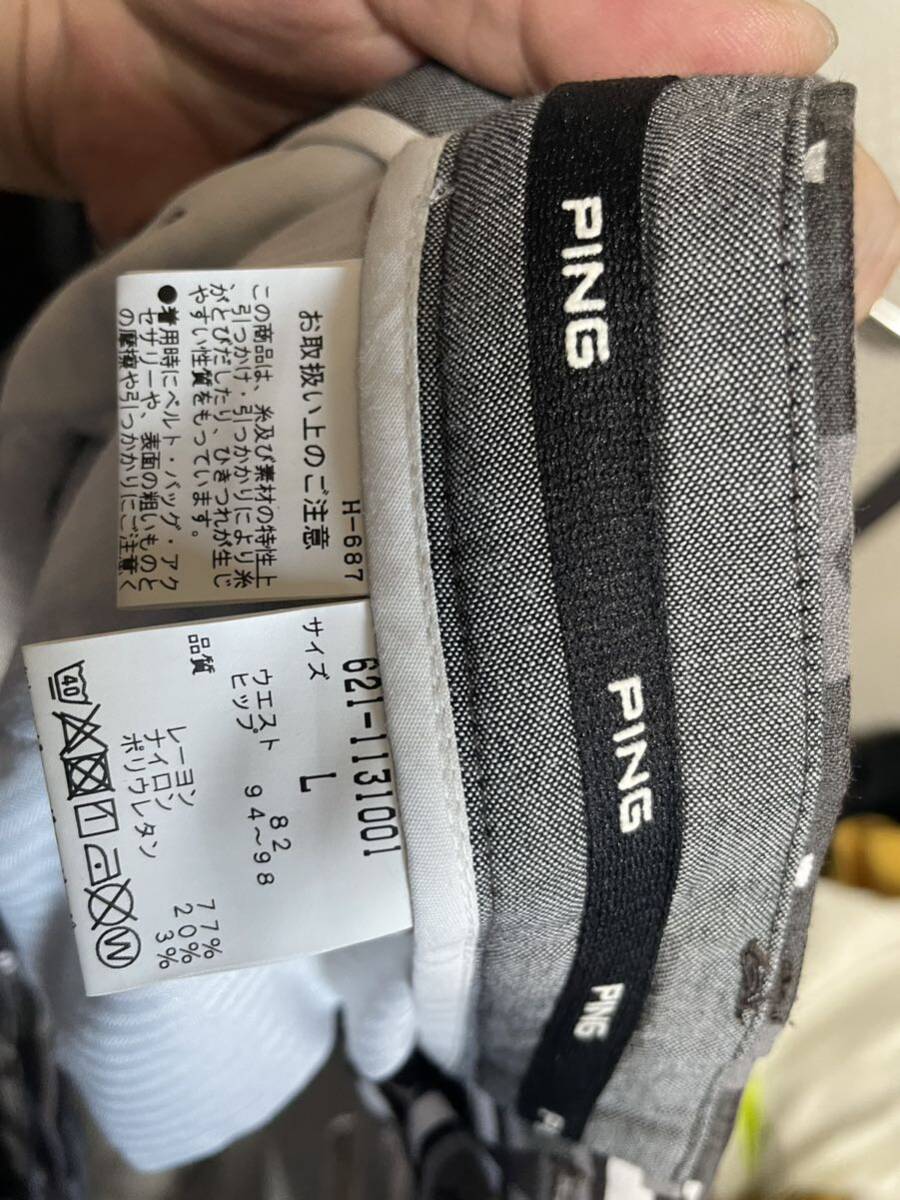 PING
PING
PING
H-687
お取扱い上のご注意
この商品は、糸及び素材の特性上
引っかけ・引っかかりにより糸
がとびだしたり、ひきつれが生じ
やすい性質をもっています。
●着用時にベルト・バッグ・アク
セサリーや、表面の粗いものと
の摩擦や引っかかりにご注意く
621-1131001
サイズ L
ウエスト 82
ヒップ 94~98
品質
レーヨン 77%
ナイロン 20%
ポリウレタン 3%
40
W